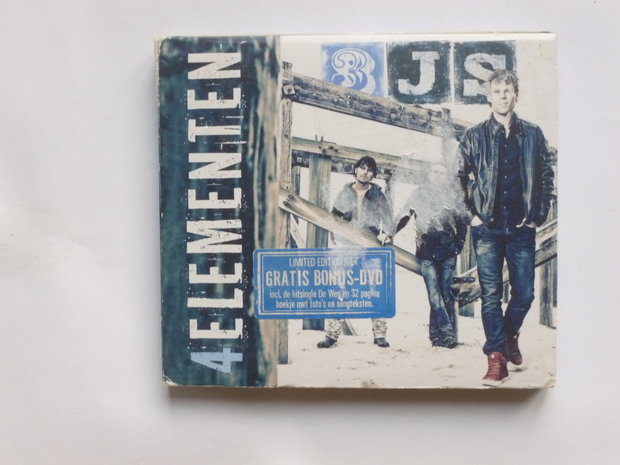 3JS
4ELEMENTEN
LIMITED EDITION MET
GRATIS BONUS-DVD
incl. de hitsingle De Weg en 32 pagina
boekje met foto's en songteksten.